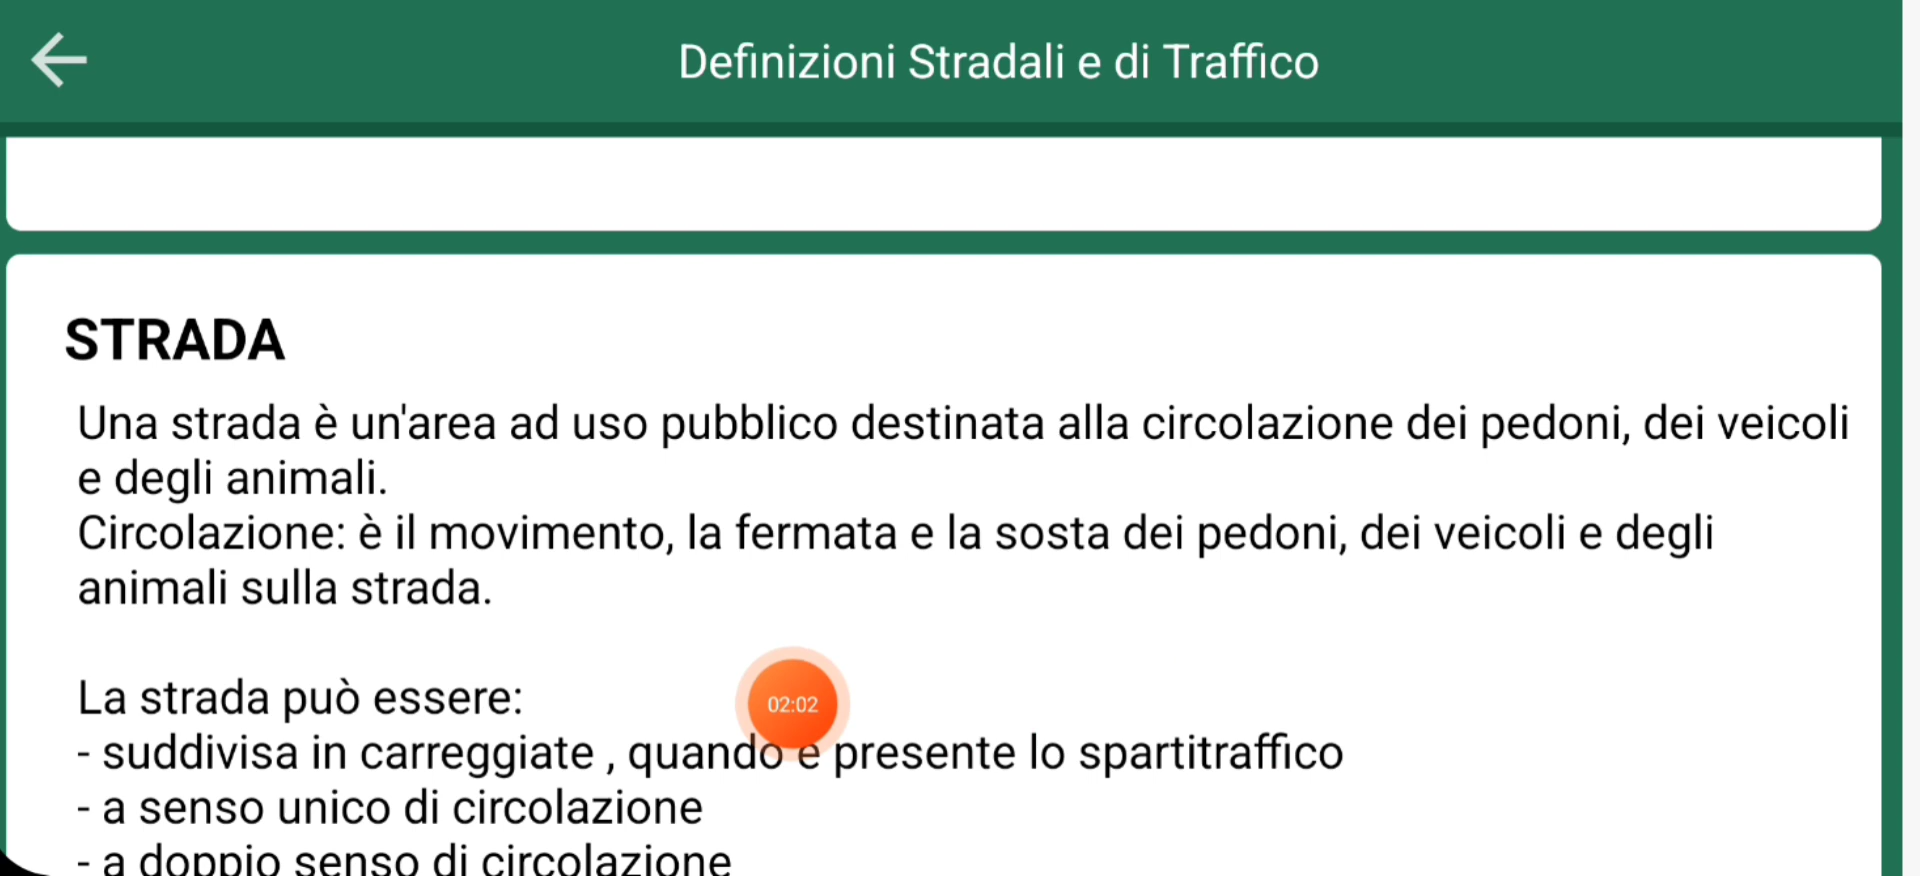 Definizioni Stradali e di Traffico
STRADA
Una strada è un'area ad uso pubblico destinata alla circolazione dei pedoni, dei veicoli
e degli animali.
Circolazione: è il movimento, la fermata e la sosta dei pedoni, dei veicoli e degli
animali sulla strada.
La strada può essere:
02:02
- suddivisa in carreggiate , quando è presente lo spartitraffico
- a senso unico di circolazione
- a doppio senso di circolazione